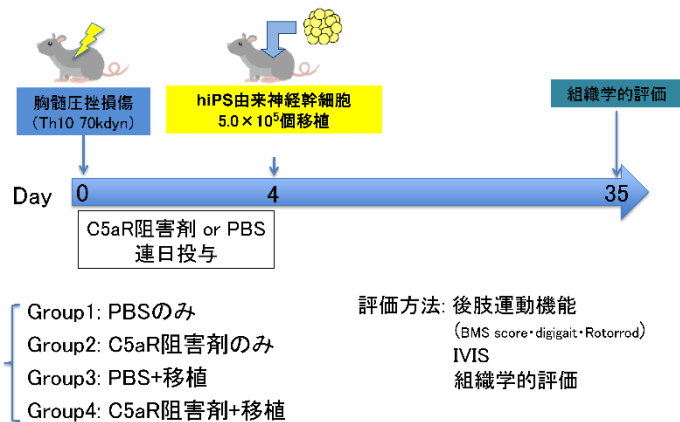 胸髄圧挫損傷
（Th10 70kdyn）
hiPS由来神経幹細胞
5.0×10⁵個移植
組織学的評価
Day 0 4 35
C5aR阻害剤 or PBS
連日投与
Group1: PBSのみ
Group2: C5aR阻害剤のみ
Group3: PBS+移植
Group4: C5aR阻害剤+移植
評価方法: 後肢運動機能
（BMS score・digigait・Rotorrod）
IVIS
組織学的評価